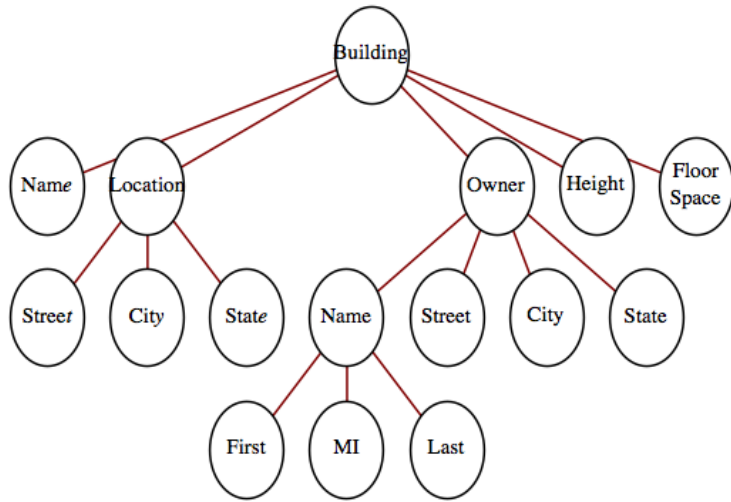 Building
Name
Location
Owner
Height
Floor
Space
Street
City
State
Name
Street
City
State
First
MI
Last